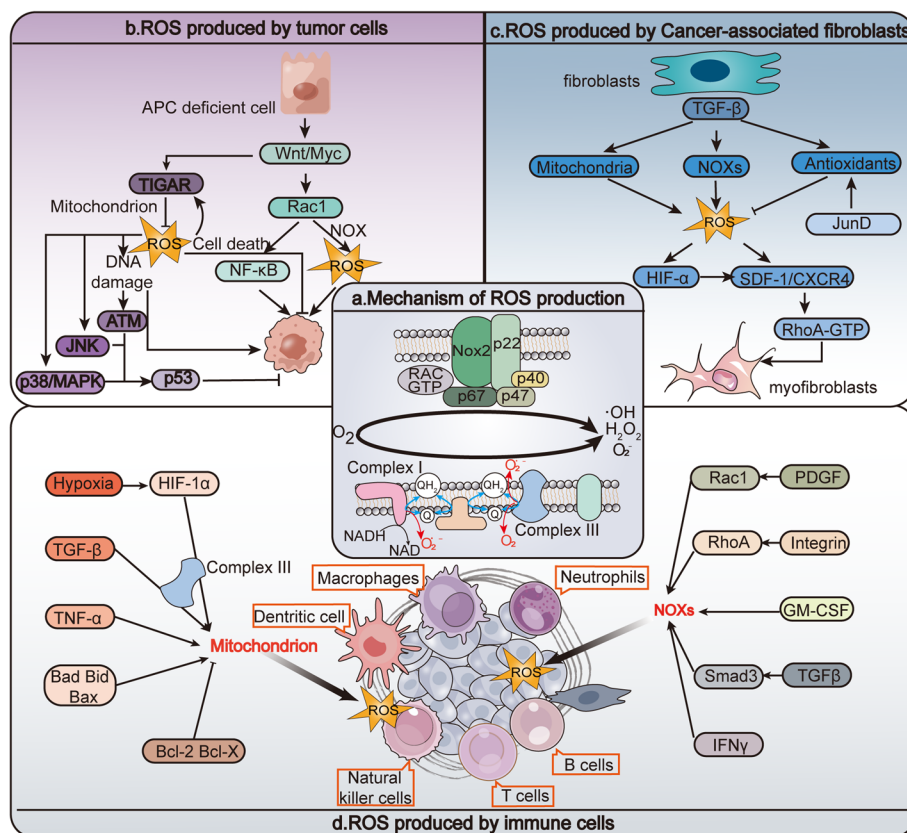 b.ROS produced by tumor cells
APC deficient cell
Wnt/Myc
TIGAR
Mitochondrion
Rac1
ROS
Cell death
NOX
DNA
damage
NF-κB
ROS
ATM
JNK
p38/MAPK
p53
c.ROS produced by Cancer-associated fibroblasts
fibroblasts
TGF-β
Mitochondria
NOXs
Antioxidants
ROS
JunD
HIF-α
SDF-1/CXCR4
RhoA-GTP
myofibroblasts
a.Mechanism of ROS production
Nox2
p22
RAC
GTP
p40
p67
p47
O₂
·OH
H₂O₂
O₂⁻
Complex I
QH₂
QH₂
O₂·⁻
Q
Q
NADH
NAD
O₂·⁻
O₂
Complex III
Hypoxia
HIF-1α
TGF-β
Complex III
TNF-α
Mitochondrion
Bad Bid
Bax
Bcl-2 Bcl-X
Macrophages
Neutrophils
Dentritic cell
ROS
ROS
Natural
killer cells
T cells
B cells
Rac1
PDGF
RhoA
Integrin
NOXs
GM-CSF
Smad3
TGFβ
IFNγ
d.ROS produced by immune cells